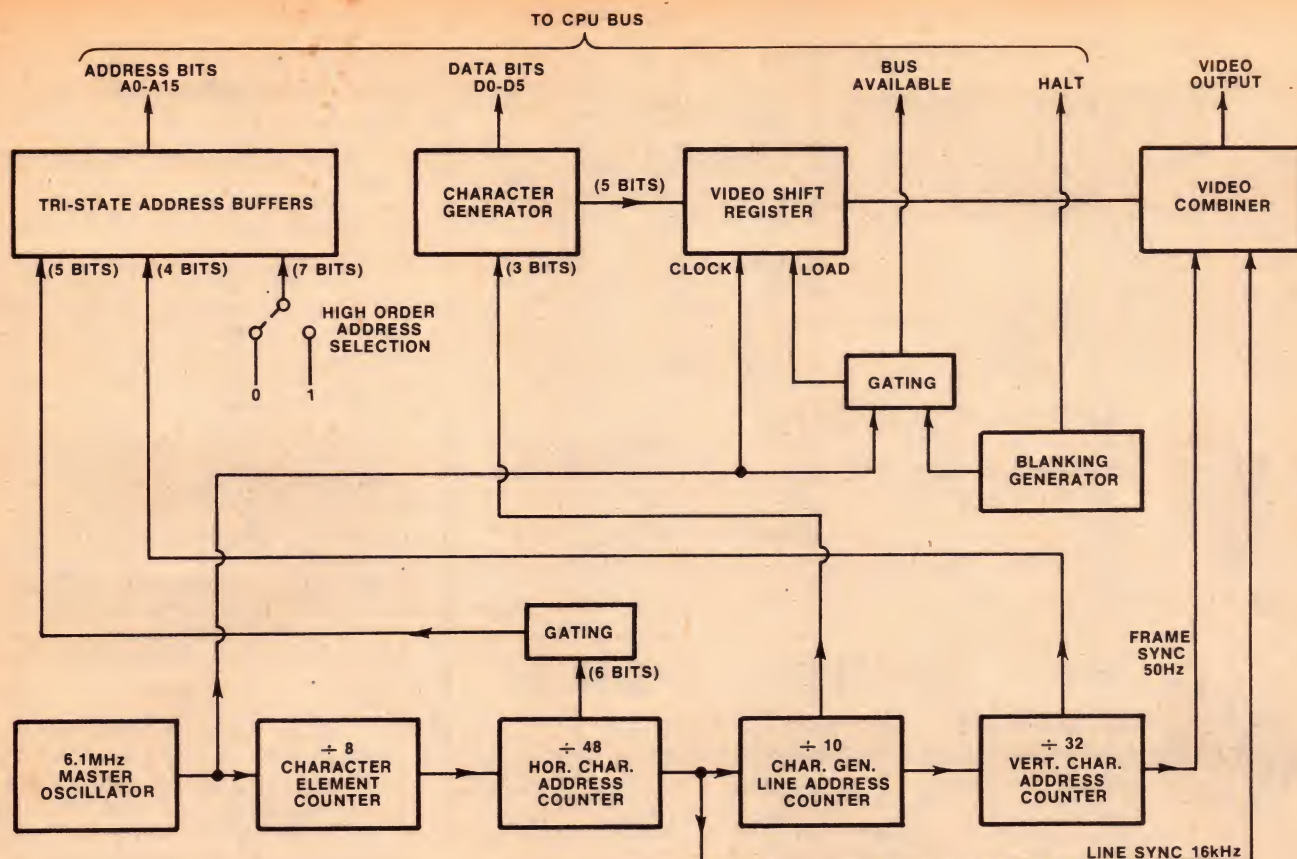 TO CPU BUS
ADDRESS BITS
A0-A15
DATA BITS
D0-D5
BUS
AVAILABLE
HALT
VIDEO
OUTPUT
TRI-STATE ADDRESS BUFFERS
CHARACTER
GENERATOR
(5 BITS)
VIDEO SHIFT
REGISTER
VIDEO
COMBINER
(5 BITS)
(4 BITS)
(7 BITS)
(3 BITS)
CLOCK
LOAD
HIGH ORDER
ADDRESS
SELECTION
0
1
GATING
BLANKING
GENERATOR
GATING
(6 BITS)
FRAME
SYNC
50Hz
6.1MHz
MASTER
OSCILLATOR
÷ 8
CHARACTER
ELEMENT
COUNTER
÷ 48
HOR. CHAR.
ADDRESS
COUNTER
÷ 10
CHAR. GEN.
LINE ADDRESS
COUNTER
÷ 32
VERT. CHAR.
ADDRESS
COUNTER
LINE SYNC 16kHz